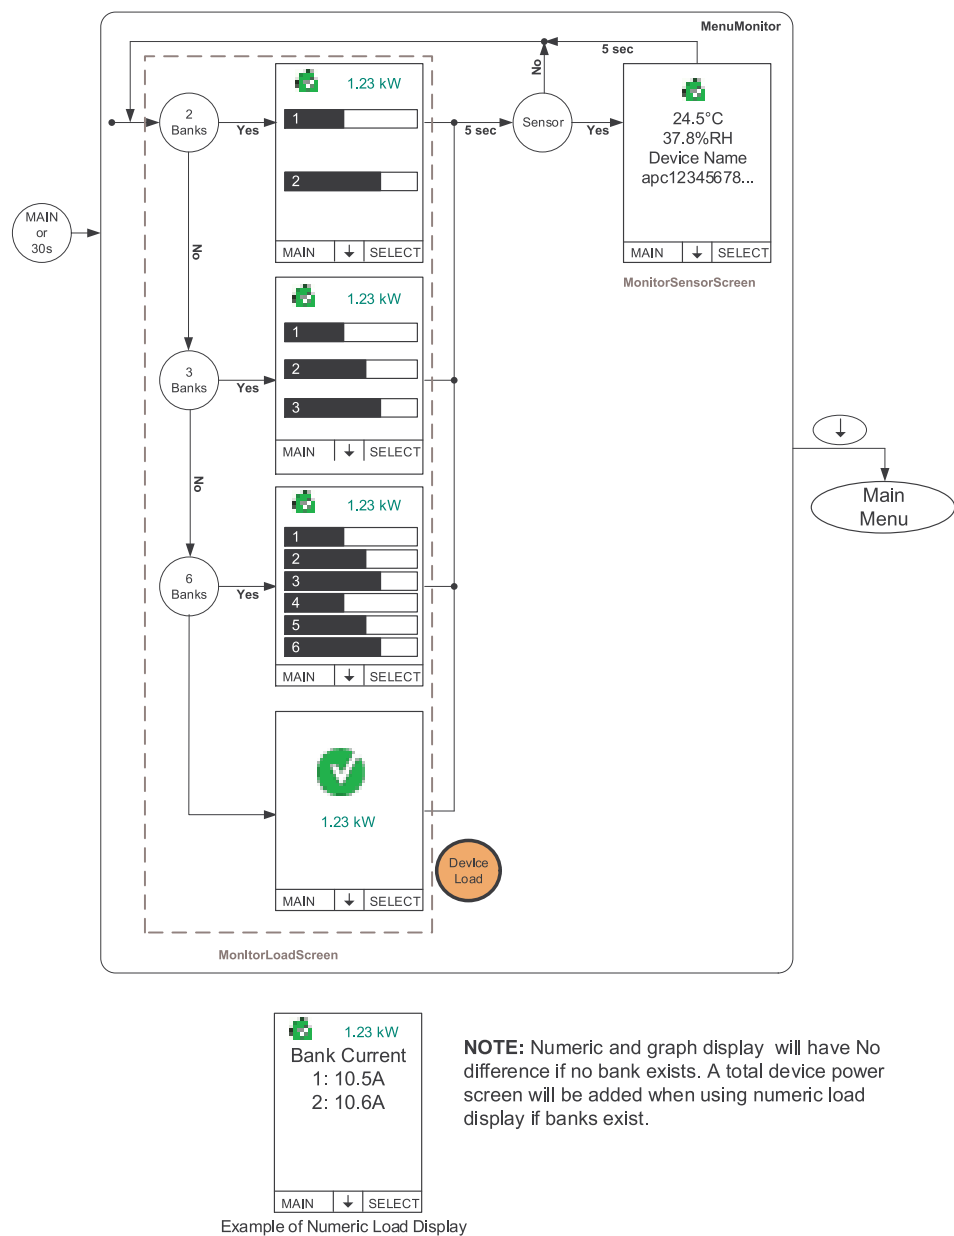 MenuMonitor
5 sec
No
1.23 kW
2
Banks
Yes
1
2
MAIN
SELECT
5 sec
Sensor
Yes
24.5°C
37.8%RH
Device Name
apc12345678...
MAIN
SELECT
MonitorSensorScreen
MAIN
or
30s
No
1.23 kW
3
Banks
Yes
1
2
3
MAIN
SELECT
No
Main
Menu
1.23 kW
6
Banks
Yes
1
2
3
4
5
6
MAIN
SELECT
1.23 kW
MAIN
SELECT
Device
Load
MonitorLoadScreen
1.23 kW
Bank Current
1: 10.5A
2: 10.6A
MAIN
SELECT
Example of Numeric Load Display
NOTE: Numeric and graph display will have No
difference if no bank exists. A total device power
screen will be added when using numeric load
display if banks exist.